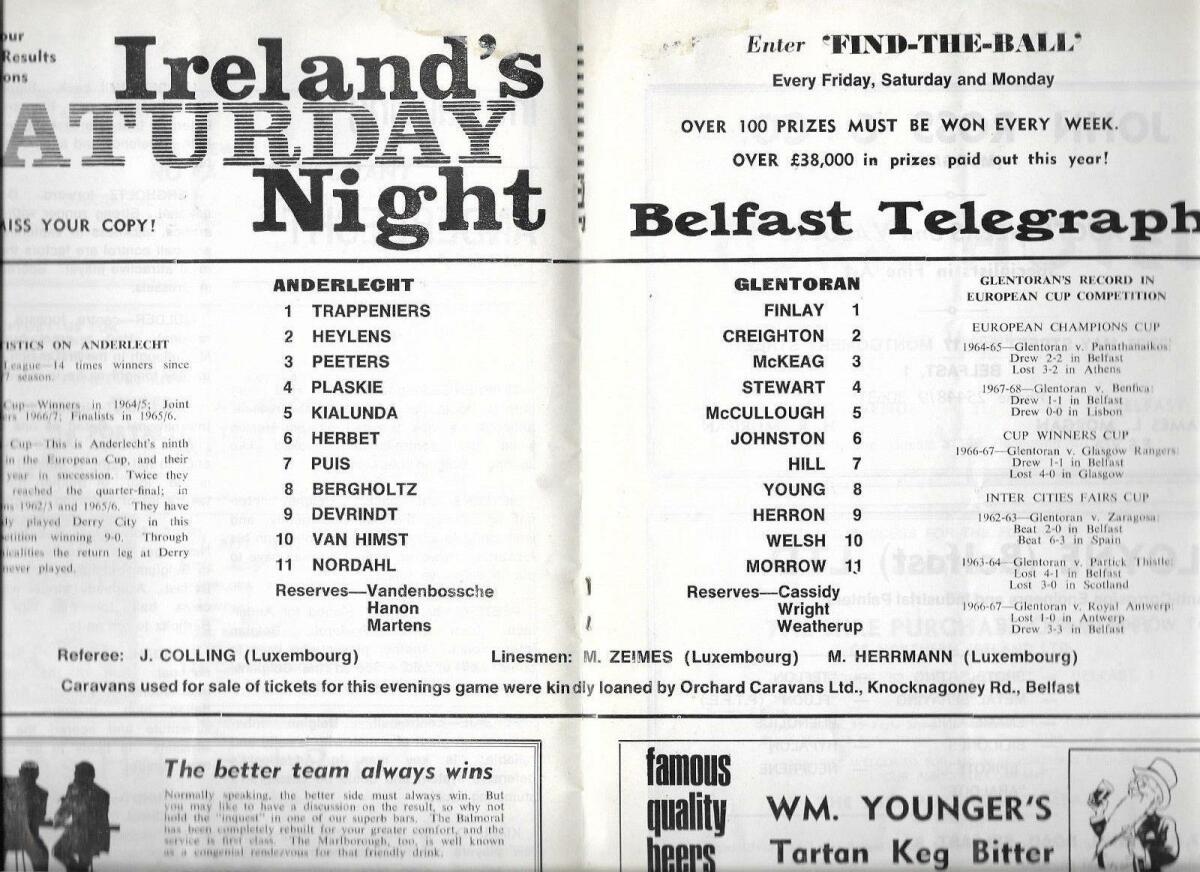 our
Results
ons
Ireland's
ATURDAY
Night
MISS YOUR COPY!
Enter 'FIND-THE-BALL'
Every Friday, Saturday and Monday
OVER 100 PRIZES MUST BE WON EVERY WEEK.
OVER £38,000 in prizes paid out this year!
Belfast Telegraph
ISTICS ON ANDERLECHT
League—14 times winners since
7 season.
Cup—Winners in 1964/5; Joint
ers 1966/7; Finalists in 1965/6.
Cup—This is Anderlecht's ninth
in the European Cup, and their
year in succession. Twice they
reached the quarter-final; in
ns 1962/3 and 1965/6. They have
ly played Derry City in this
etition winning 9-0. Through
nicalities the return leg at Derry
never played.
ANDERLECHT
1 TRAPPENIERS
2 HEYLENS
3 PEETERS
4 PLASKIE
5 KIALUNDA
6 HERBET
7 PUIS
8 BERGHOLTZ
9 DEVRINDT
10 VAN HIMST
11 NORDAHL
Reserves—Vandenbossche
Hanon
Martens
GLENTORAN
FINLAY 1
CREIGHTON 2
McKEAG 3
STEWART 4
McCULLOUGH 5
JOHNSTON 6
HILL 7
YOUNG 8
HERRON 9
WELSH 10
MORROW 11
Reserves—Cassidy
Wright
Weatherup
GLENTORAN'S RECORD IN
EUROPEAN CUP COMPETITION
EUROPEAN CHAMPIONS CUP
1964-65—Glentoran v. Panathanaikos:
Drew 2-2 in Belfast
Lost 3-2 in Athens
1967-68—Glentoran v. Benfica:
Drew 1-1 in Belfast
Drew 0-0 in Lisbon
CUP WINNERS CUP
1966-67—Glentoran v. Glasgow Rangers:
Drew 1-1 in Belfast
Lost 4-0 in Glasgow
INTER CITIES FAIRS CUP
1962-63—Glentoran v. Zaragosa:
Beat 2-0 in Belfast
Beat 6-3 in Spain
1963-64—Glentoran v. Partick Thistle:
Lost 4-1 in Belfast
Lost 3-0 in Scotland
1966-67—Glentoran v. Royal Antwerp:
Lost 1-0 in Antwerp
Drew 3-3 in Belfast
Referee: J. COLLING (Luxembourg) Linesmen: M. ZEIMES (Luxembourg) M. HERRMANN (Luxembourg)
Caravans used for sale of tickets for this evenings game were kindly loaned by Orchard Caravans Ltd., Knocknagoney Rd., Belfast
The better team always wins
Normally speaking, the better side must always win. But
you may like to have a discussion on the result, so why not
hold the "inquest" in one of our superb bars. The Balmoral
has been completely rebuilt for your greater comfort, and the
service is first class. The Marlborough, too, is well known
as a congenial rendezvous for that friendly drink.
famous
quality
beers
WM. YOUNGER'S
Tartan Keg Bitter